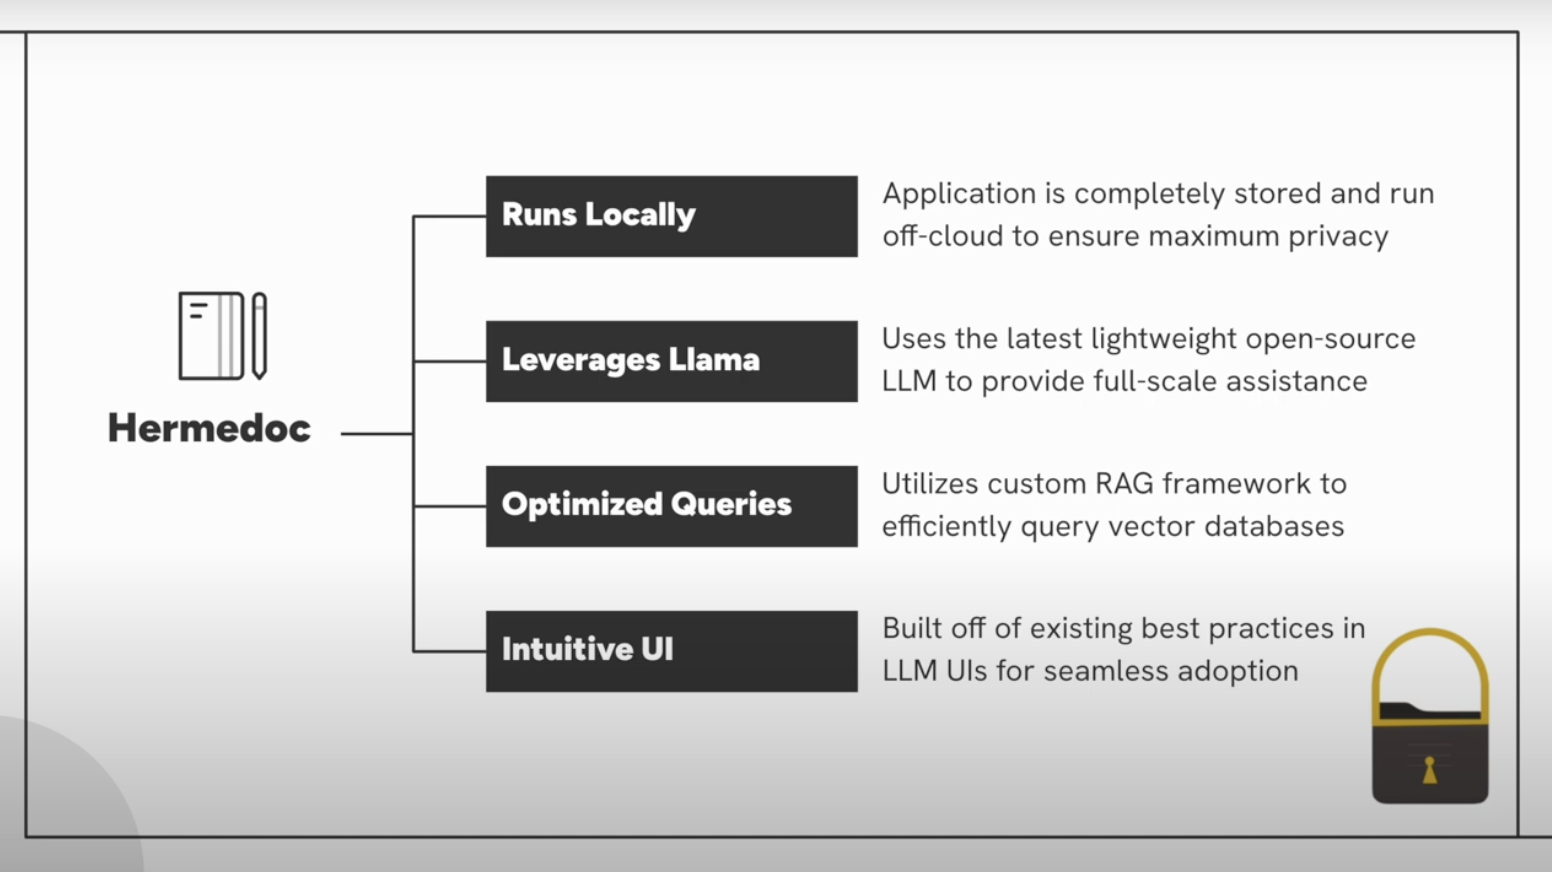 Hermedoc
Runs Locally
Application is completely stored and run
off-cloud to ensure maximum privacy
Leverages Llama
Uses the latest lightweight open-source
LLM to provide full-scale assistance
Optimized Queries
Utilizes custom RAG framework to
efficiently query vector databases
Intuitive UI
Built off of existing best practices in
LLM UIs for seamless adoption